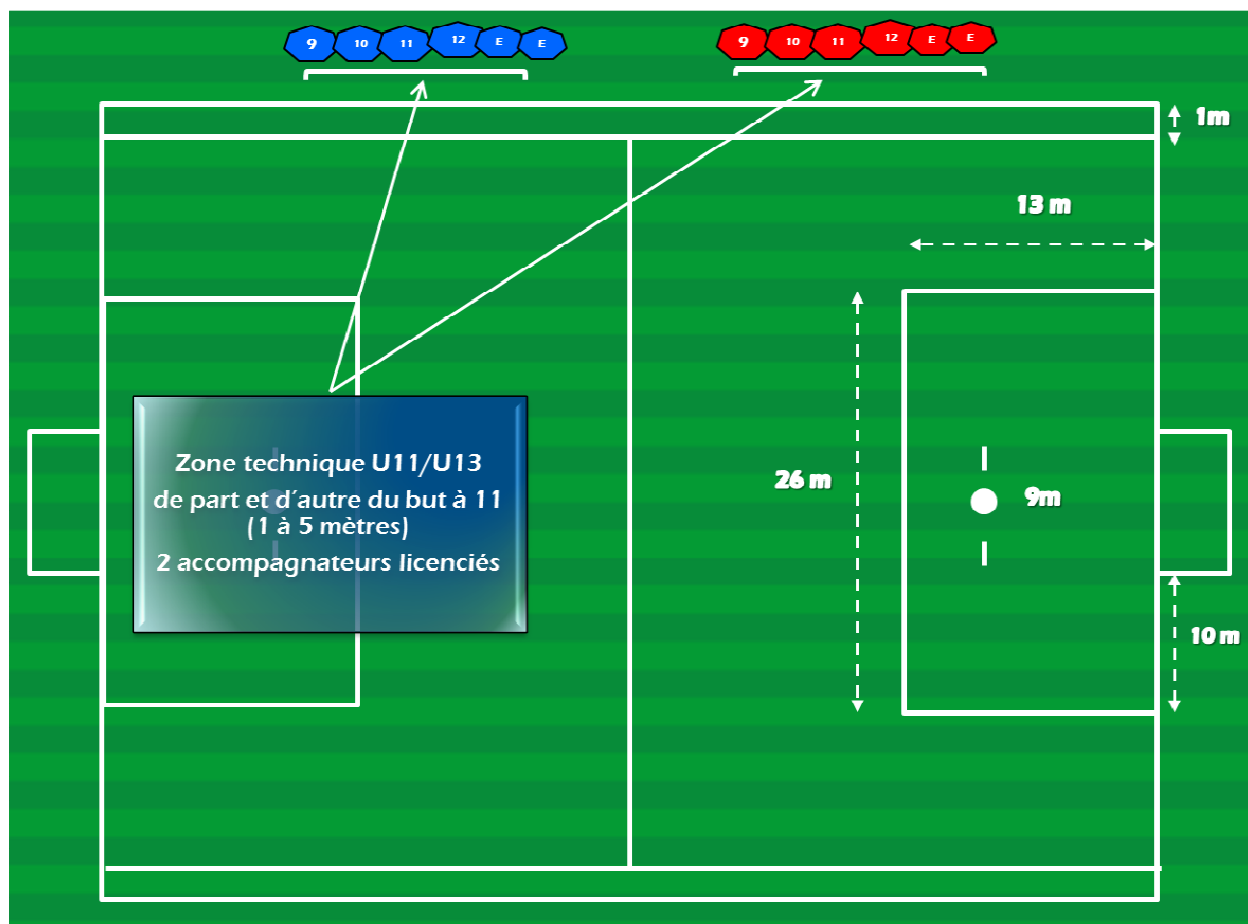 9 10 11 12 E E
9 10 11 12 E E
1m
13 m
Zone technique U11/U13
de part et d'autre du but à 11
(1 à 5 mètres)
2 accompagnateurs licenciés
26 m
9m
10 m